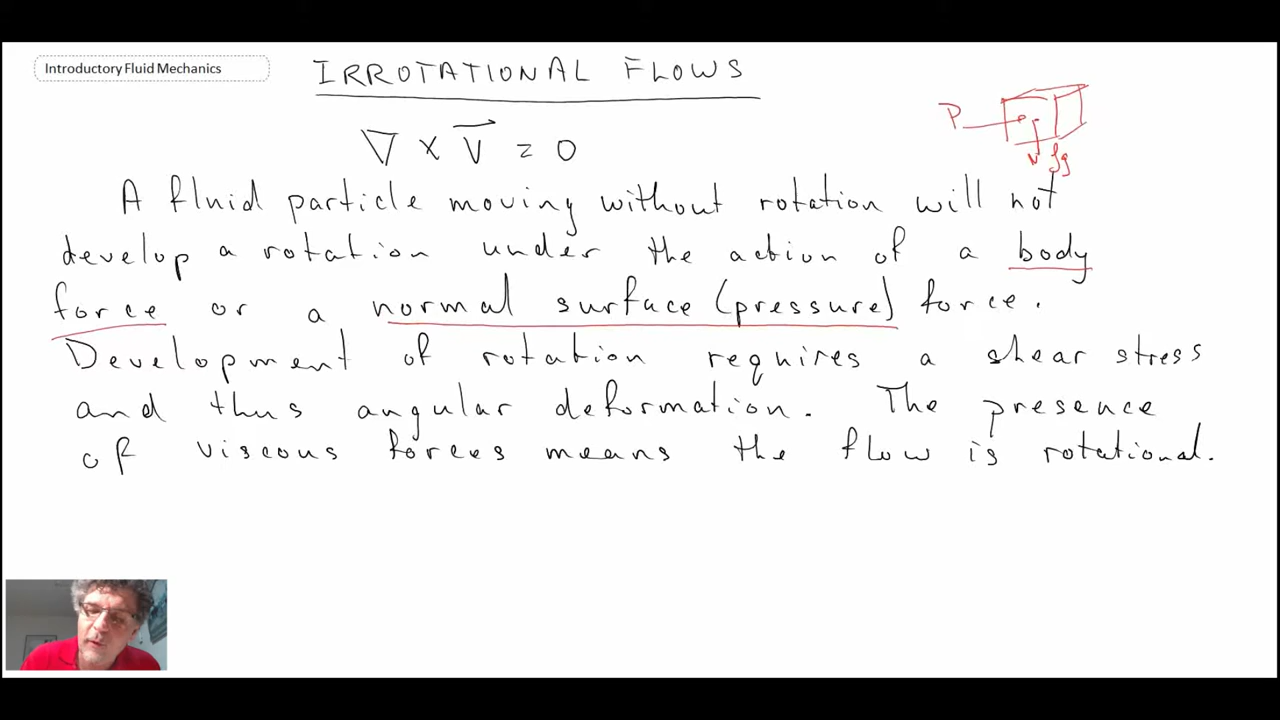 Introductory Fluid Mechanics
IRROTATIONAL FLOWS
∇ × V⃗ = 0
P
ρg
A fluid particle moving without rotation will not
develop a rotation under the action of a body
force or a normal surface (pressure) force.
Development of rotation requires a shear stress
and thus angular deformation. The presence
of viscous forces means the flow is rotational.